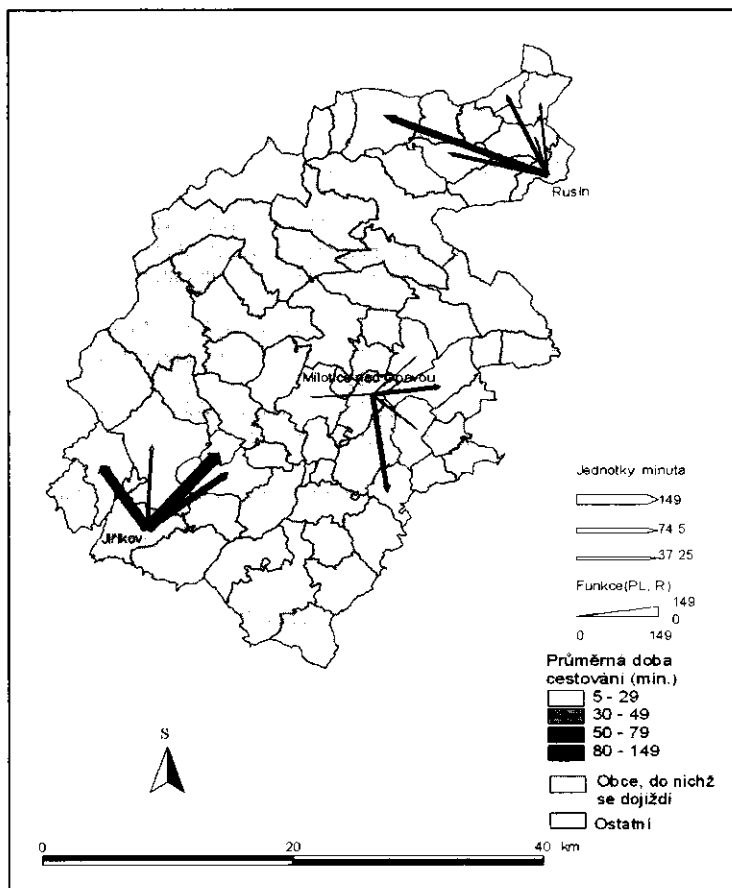 Rusín
Milotice nad Opavou
Jiříkov
Jednotky minuta
149
74 5
37 25
Funkce(PL, R)
149
0
0 149
Průměrná doba
cestování (min.)
5 - 29
30 - 49
50 - 79
80 - 149
Obce, do nichž
se dojíždí
Ostatní
S
0 20 40 km